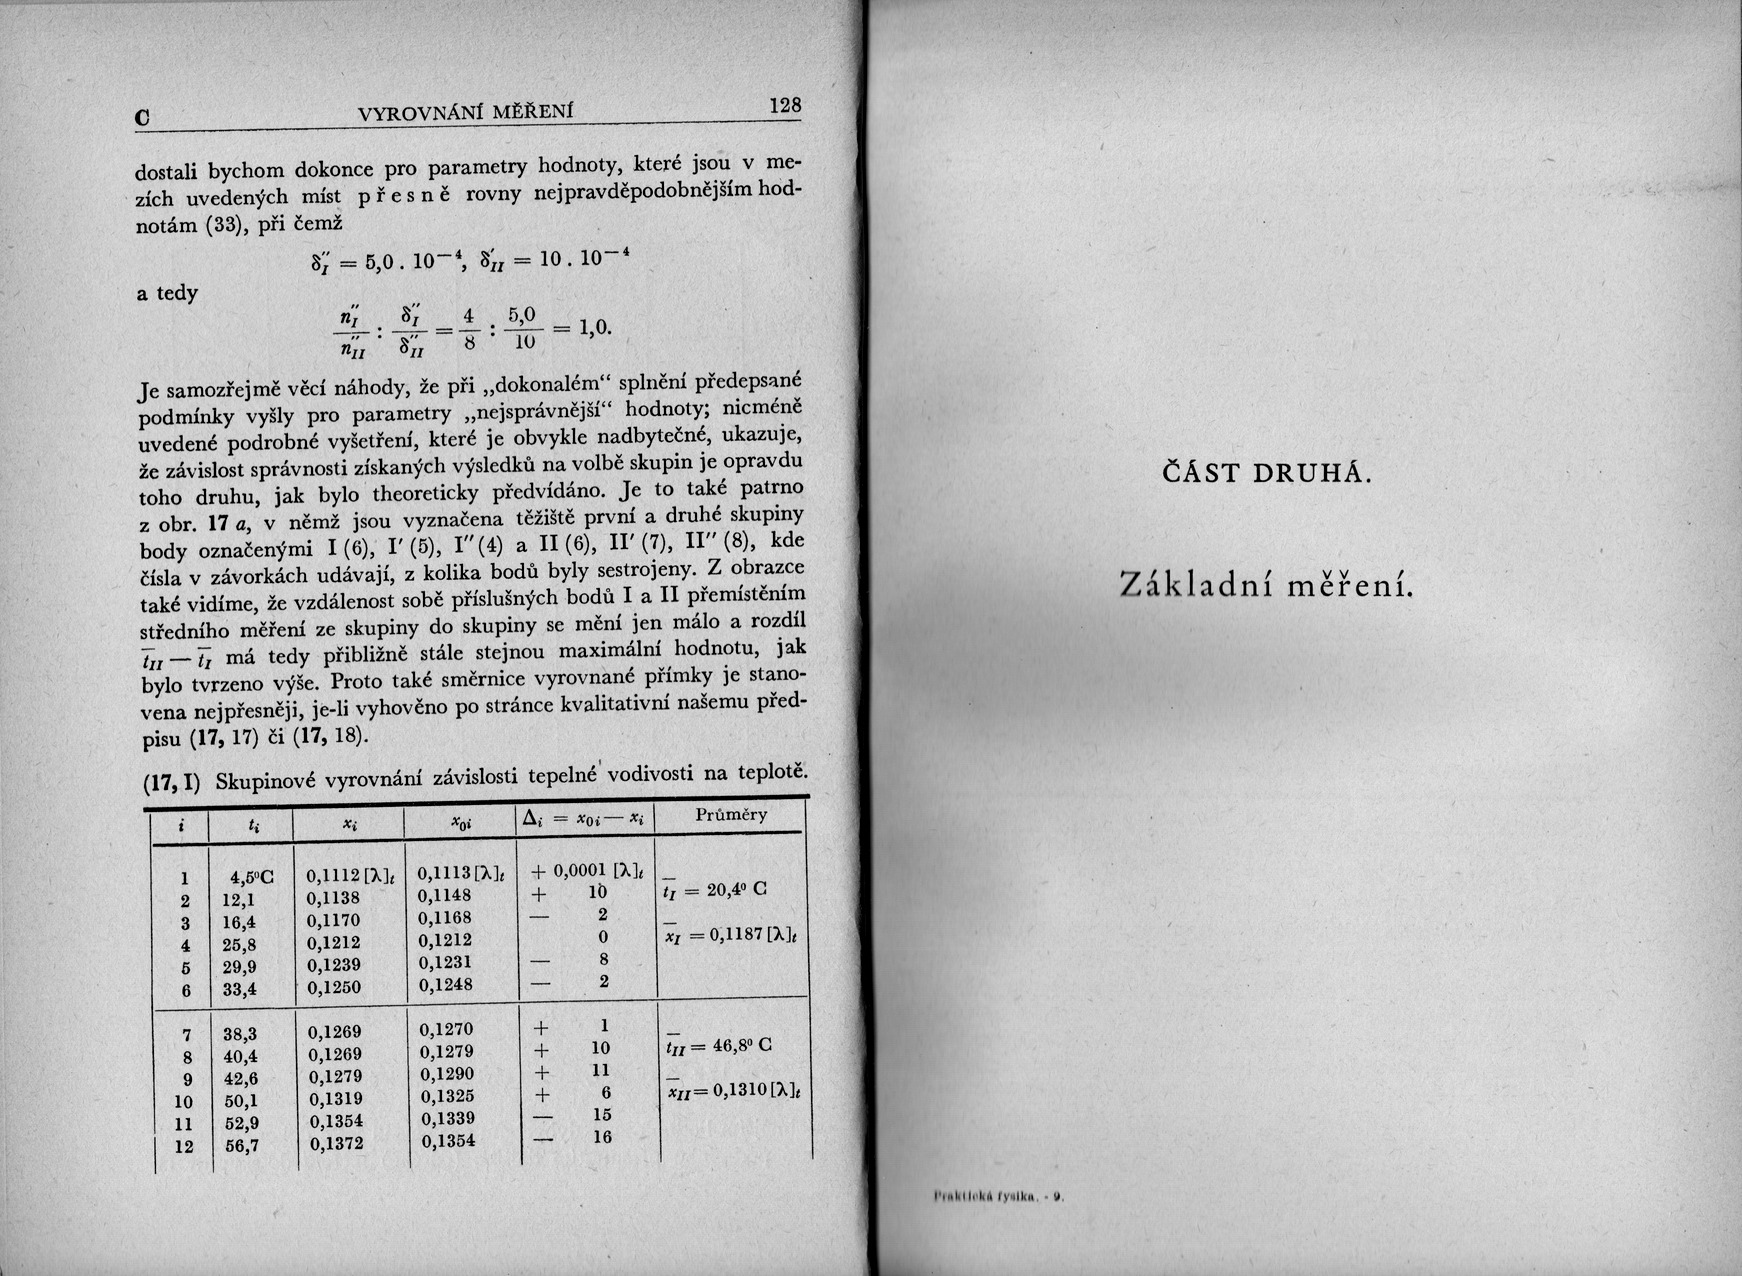 C VYROVNÁNÍ MĚŘENÍ 128
dostali bychom dokonce pro parametry hodnoty, které jsou v me-
zích uvedených míst přesně rovny nejpravděpodobnějším hod-
notám (33), při čemž
δ″I = 5,0 . 10−4, δ′II = 10 . 10−4
a tedy
n″I / n″II : δ″I / δ″II = 4/8 : 5,0/10 = 1,0.
Je samozřejmě věcí náhody, že při „dokonalém“ splnění předepsané
podmínky vyšly pro parametry „nejsprávnější“ hodnoty; nicméně
uvedené podrobné vyšetření, které je obvykle nadbytečné, ukazuje,
že závislost správnosti získaných výsledků na volbě skupin je opravdu
toho druhu, jak bylo theoreticky předvídáno. Je to také patrno
z obr. 17 a, v němž jsou vyznačena těžiště první a druhé skupiny
body označenými I (6), I′ (5), I″ (4) a II (6), II′ (7), II″ (8), kde
čísla v závorkách udávají, z kolika bodů byly sestrojeny. Z obrazce
také vidíme, že vzdálenost sobě příslušných bodů I a II přemístěním
středního měření ze skupiny do skupiny se mění jen málo a rozdíl
t̄II — t̄I má tedy přibližně stále stejnou maximální hodnotu, jak
bylo tvrzeno výše. Proto také směrnice vyrovnané přímky je stano-
vena nejpřesněji, je-li vyhověno po stránce kvalitativní našemu před-
pisu (17, 17) či (17, 18).
(17, I) Skupinové vyrovnání závislosti tepelné vodivosti na teplotě.
i ti xi x0i Δi = x0i — xi Průměry
1 4,5⁰C 0,1112 [λ]t 0,1113 [λ]t + 0,0001 [λ]t
2 12,1 0,1138 0,1148 + 10 t̄I = 20,4⁰ C
3 16,4 0,1170 0,1168 — 2
4 25,8 0,1212 0,1212 0 x̄I = 0,1187 [λ]t
5 29,9 0,1239 0,1231 — 8
6 33,4 0,1250 0,1248 — 2
7 38,3 0,1269 0,1270 + 1
8 40,4 0,1269 0,1279 + 10 t̄II = 46,8⁰ C
9 42,6 0,1279 0,1290 + 11
10 50,1 0,1319 0,1325 + 6 x̄II = 0,1310 [λ]t
11 52,9 0,1354 0,1339 — 15
12 56,7 0,1372 0,1354 — 16
ČÁST DRUHÁ.
Základní měření.
Praktická fysika. - 9.